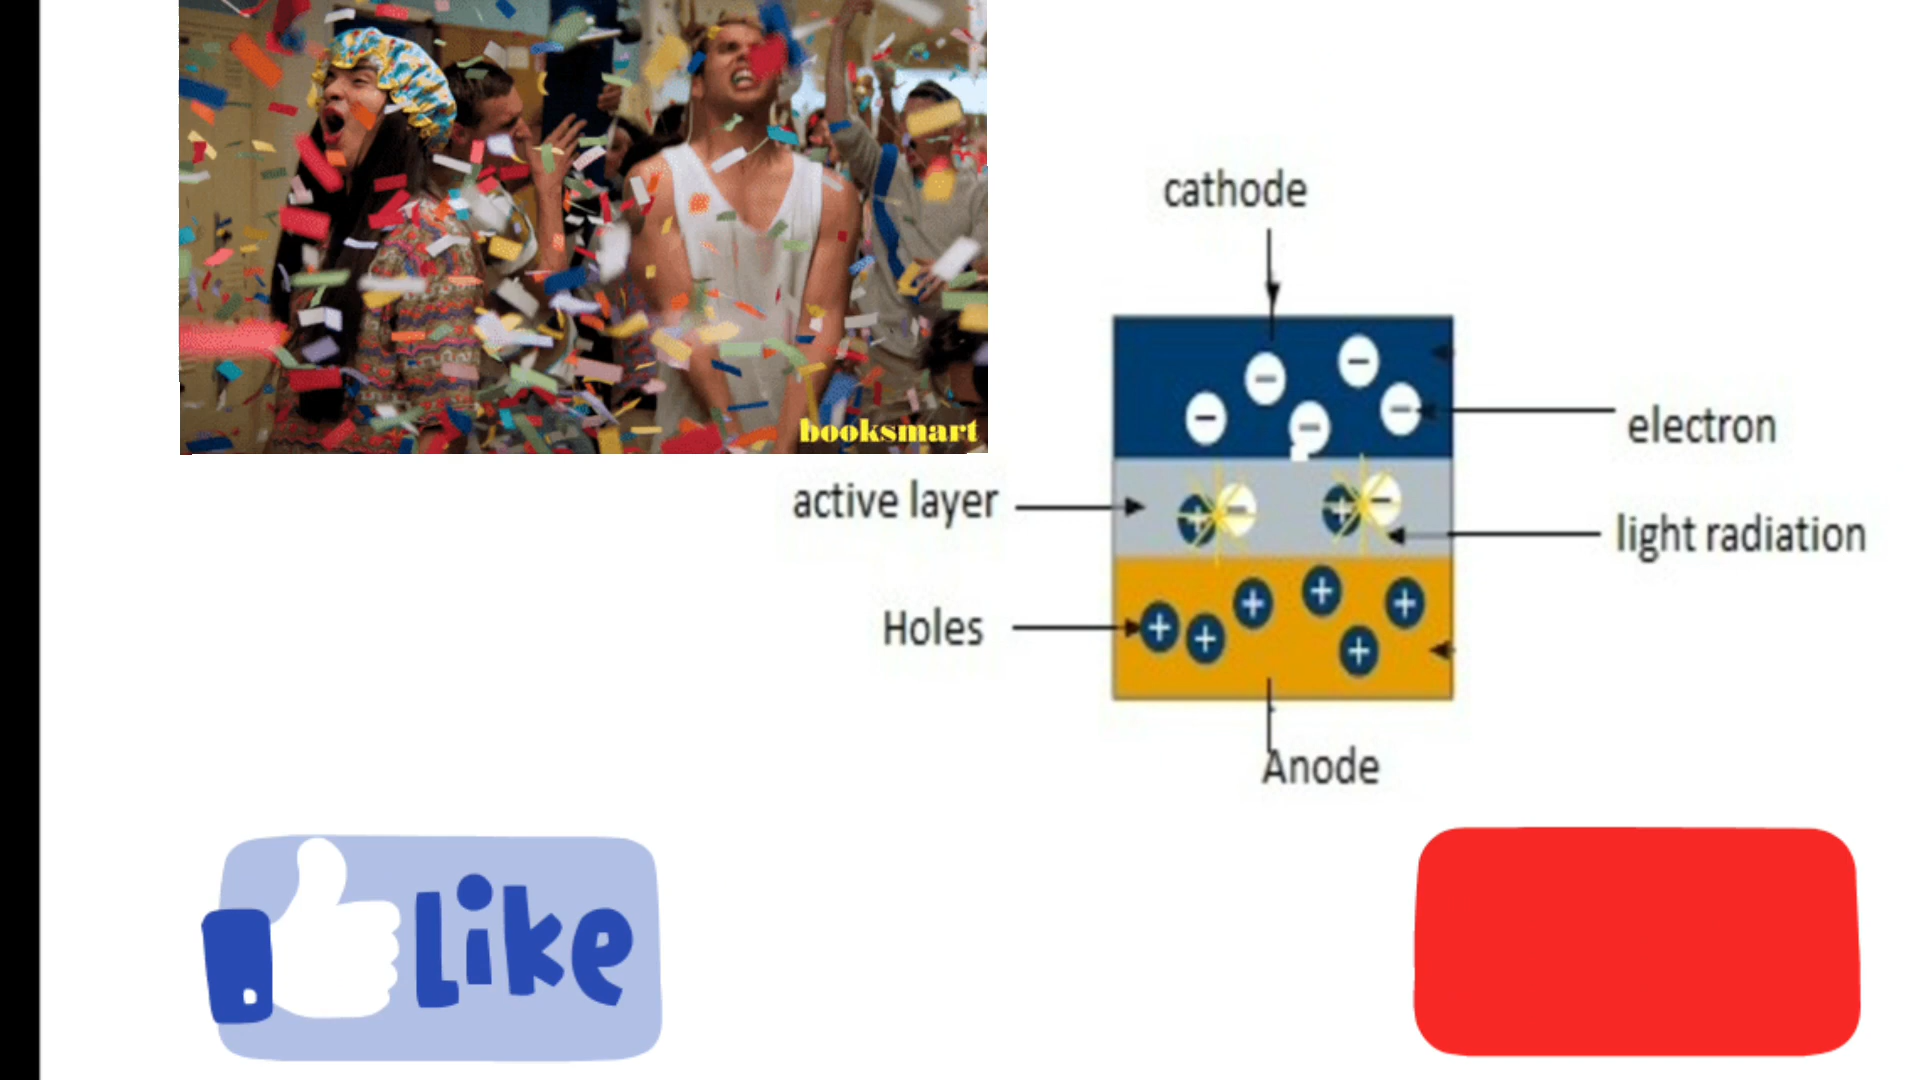 booksmart
cathode
electron
active layer
light radiation
Holes
Anode
Like